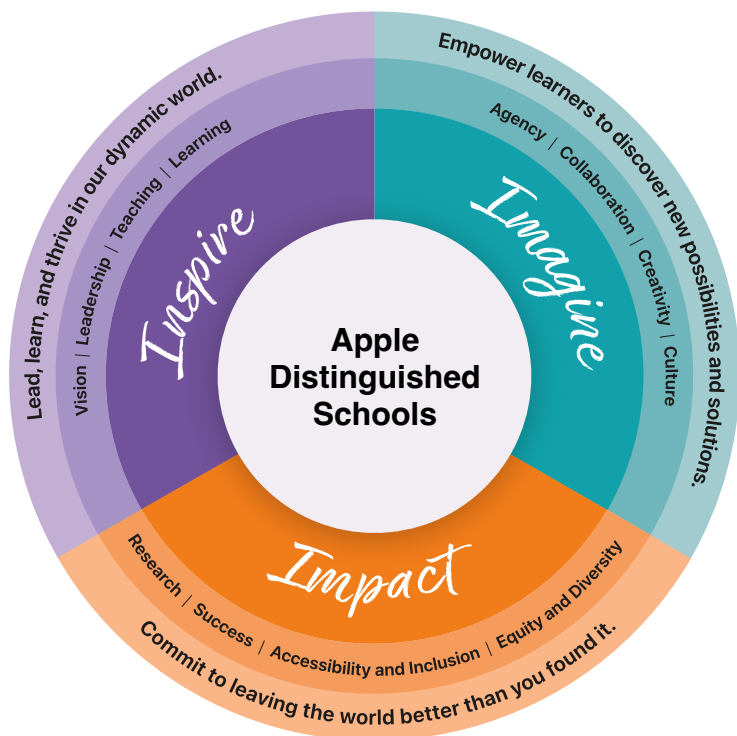 Apple
Distinguished
Schools
Inspire
Vision | Leadership | Teaching | Learning
Lead, learn, and thrive in our dynamic world.
Imagine
Agency | Collaboration | Creativity | Culture
Empower learners to discover new possibilities and solutions.
Impact
Research | Success | Accessibility and Inclusion | Equity and Diversity
Commit to leaving the world better than you found it.